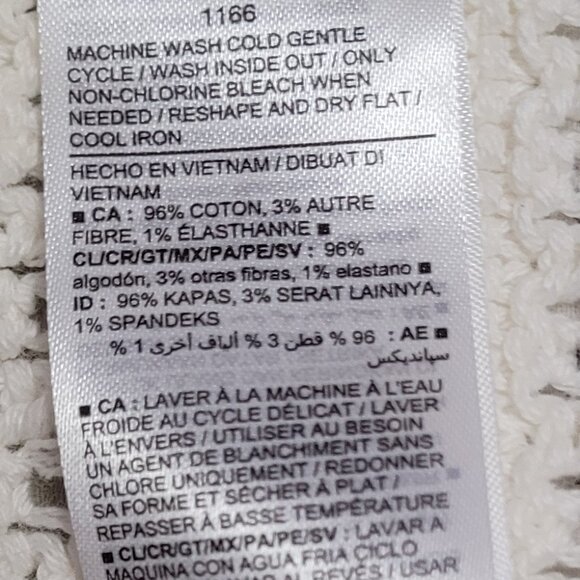 1166
MACHINE WASH COLD GENTLE
CYCLE / WASH INSIDE OUT / ONLY
NON-CHLORINE BLEACH WHEN
NEEDED / RESHAPE AND DRY FLAT /
COOL IRON
HECHO EN VIETNAM / DIBUAT DI
VIETNAM
■ CA : 96% COTON, 3% AUTRE
FIBRE, 1% ÉLASTHANNE ■
CL/CR/GT/MX/PA/PE/SV : 96%
algodón, 3% otras fibras, 1% elastano ■
ID : 96% KAPAS, 3% SERAT LAINNYA,
1% SPANDEKS
■ AE : 96 % قطن 3 % ألياف أخرى 1 %
سباندیکس
■ CA : LAVER À LA MACHINE À L'EAU
FROIDE AU CYCLE DÉLICAT / LAVER
À L'ENVERS / UTILISER AU BESOIN
UN AGENT DE BLANCHIMENT SANS
CHLORE UNIQUEMENT / REDONNER
SA FORME ET SÉCHER À PLAT /
REPASSER À BASSE TEMPÉRATURE
■ CL/CR/GT/MX/PA/PE/SV : LAVAR A
MAQUINA CON AGUA FRIA CICLO
AL REVÉS / USAR